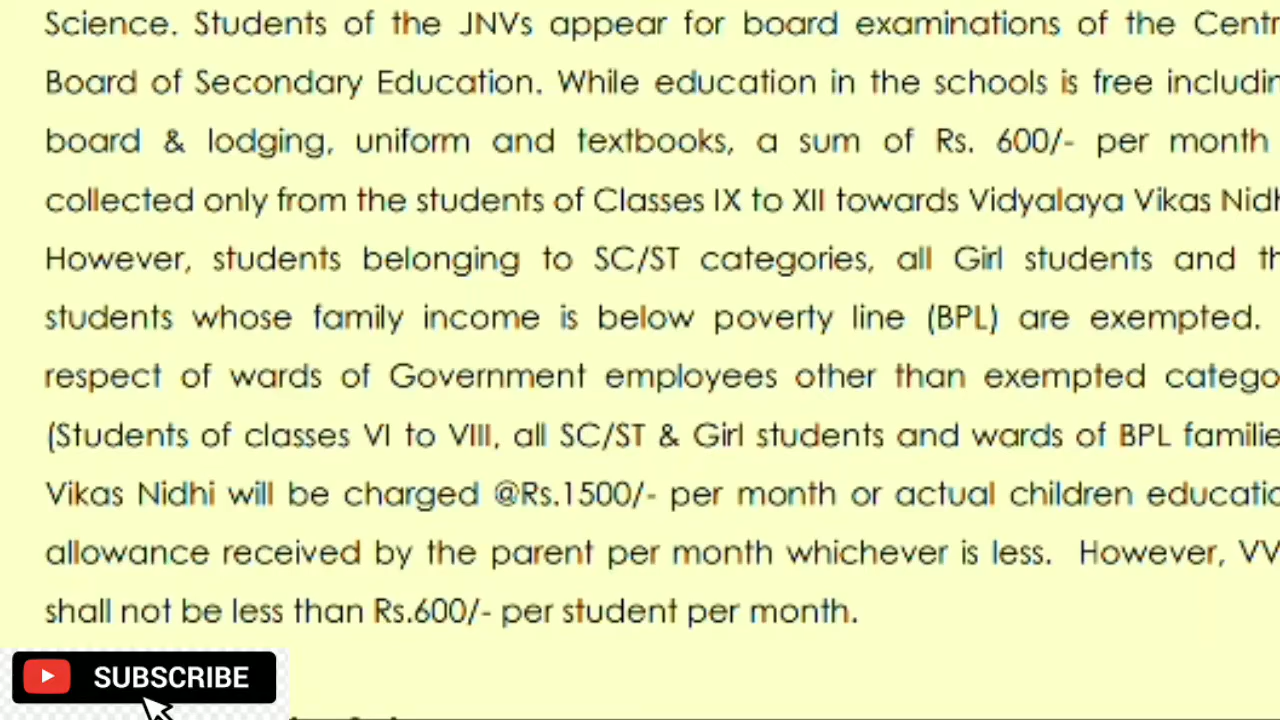 Science. Students of the JNVs appear for board examinations of the Centr
Board of Secondary Education. While education in the schools is free includin
board & lodging, uniform and textbooks, a sum of Rs. 600/- per month
collected only from the students of Classes IX to XII towards Vidyalaya Vikas Nidh
However, students belonging to SC/ST categories, all Girl students and th
students whose family income is below poverty line (BPL) are exempted.
respect of wards of Government employees other than exempted catego
(Students of classes VI to VIII, all SC/ST & Girl students and wards of BPL familie
Vikas Nidhi will be charged @Rs.1500/- per month or actual children educatio
allowance received by the parent per month whichever is less. However, VV
shall not be less than Rs.600/- per student per month.
SUBSCRIBE